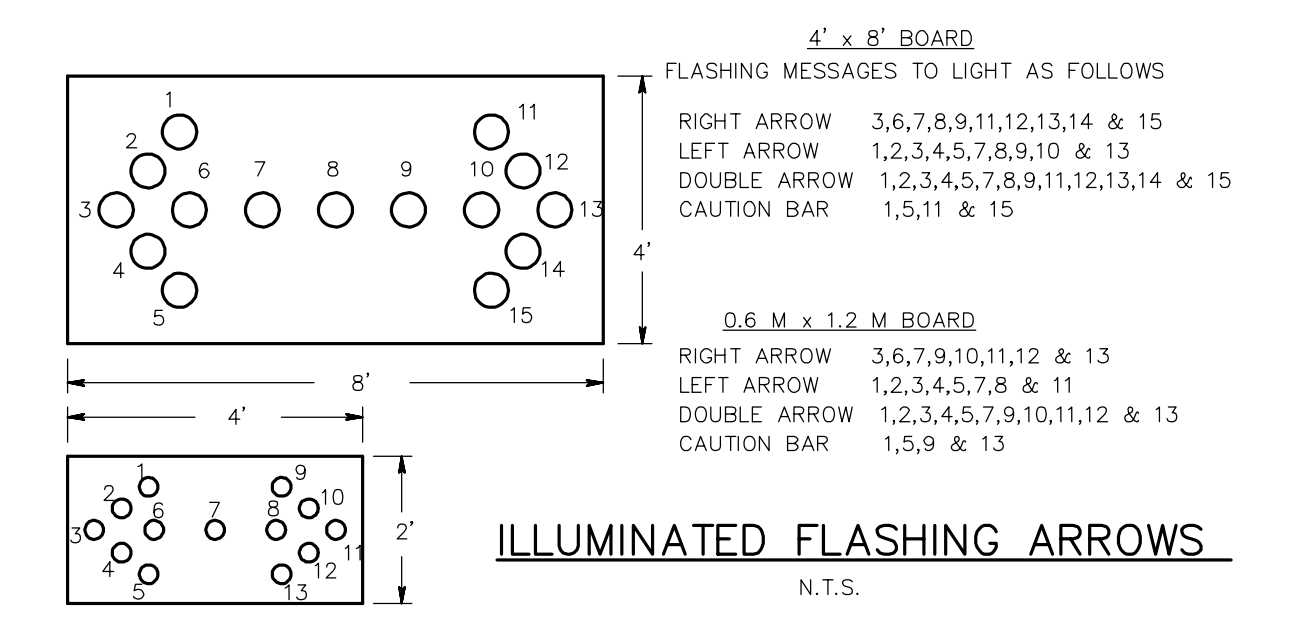 4' x 8' BOARD
FLASHING MESSAGES TO LIGHT AS FOLLOWS
RIGHT ARROW 3,6,7,8,9,11,12,13,14 & 15
LEFT ARROW 1,2,3,4,5,7,8,9,10 & 13
DOUBLE ARROW 1,2,3,4,5,7,8,9,11,12,13,14 & 15
CAUTION BAR 1,5,11 & 15
1
2
3
4
5
6
7
8
9
10
11
12
13
14
15
4'
8'
0.6 M x 1.2 M BOARD
RIGHT ARROW 3,6,7,9,10,11,12 & 13
LEFT ARROW 1,2,3,4,5,7,8 & 11
DOUBLE ARROW 1,2,3,4,5,7,9,10,11,12 & 13
CAUTION BAR 1,5,9 & 13
4'
1
2
3
4
5
6
7
8
9
10
11
12
13
2'
ILLUMINATED FLASHING ARROWS
N.T.S.